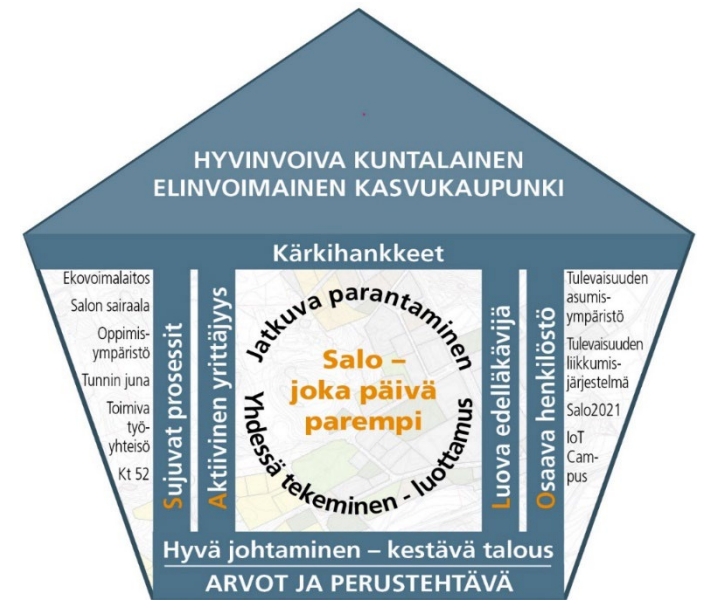 HYVINVOIVA KUNTALAINEN
ELINVOIMAINEN KASVUKAUPUNKI
Kärkihankkeet
Ekovoimalaitos
Salon sairaala
Oppimis-
ympäristö
Tunnin juna
Toimiva
työ-
yhteisö
Kt 52
Sujuvat prosessit
Aktiivinen yrittäjyys
Jatkuva parantaminen
Salo –
joka päivä
parempi
Yhdessä tekeminen - luottamus
Luova edelläkävijä
Osaava henkilöstö
Tulevaisuuden
asumis-
ympäristö
Tulevaisuuden
liikkumis-
järjestelmä
Salo2021
IoT
Cam-
pus
Hyvä johtaminen – kestävä talous
ARVOT JA PERUSTEHTÄVÄ